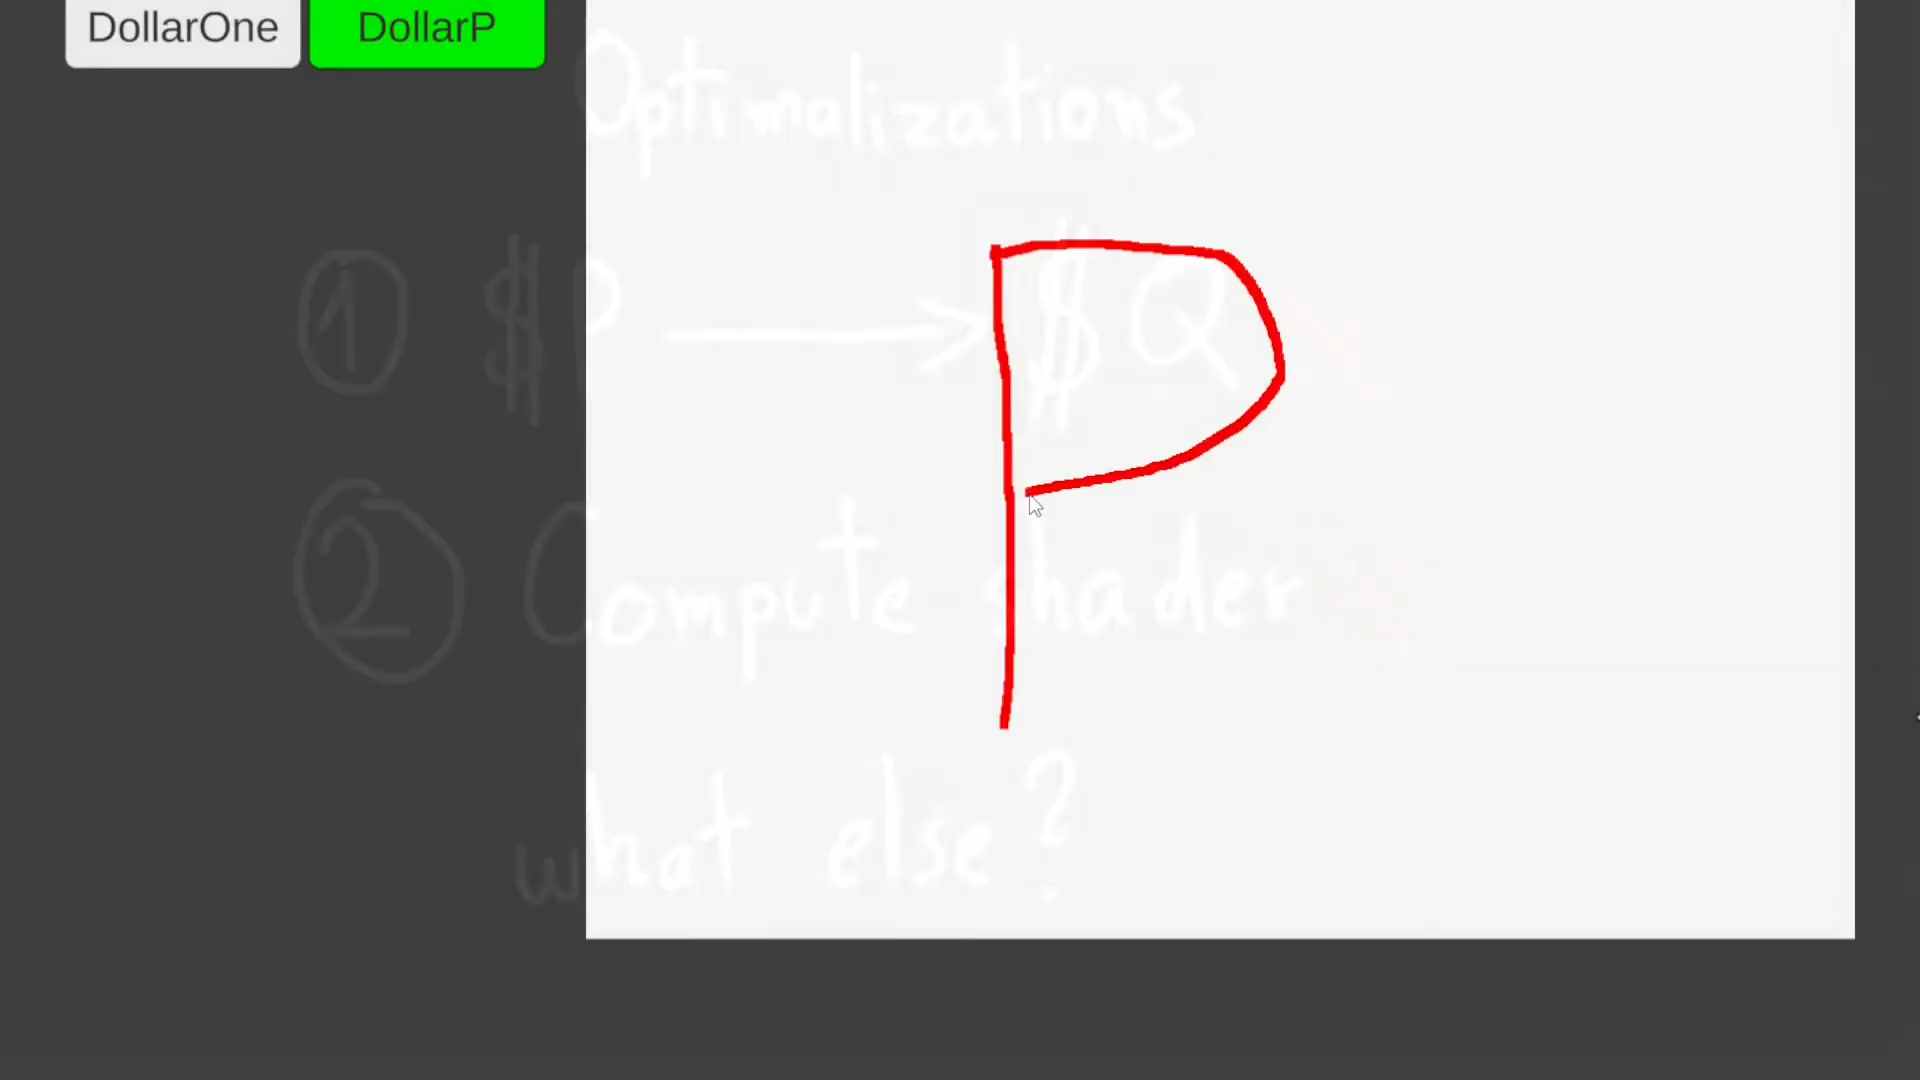 DollarOne DollarP
Optimalizations
1 $P → $Q
2 Compute shader
what else?
P